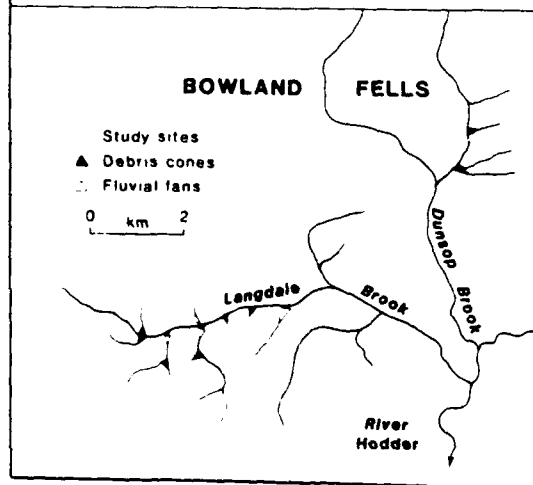 BOWLAND FELLS
Study sites
Debris cones
Fluvial fans
0 2
km
Dunsop Brook
Langdale Brook
River
Hodder